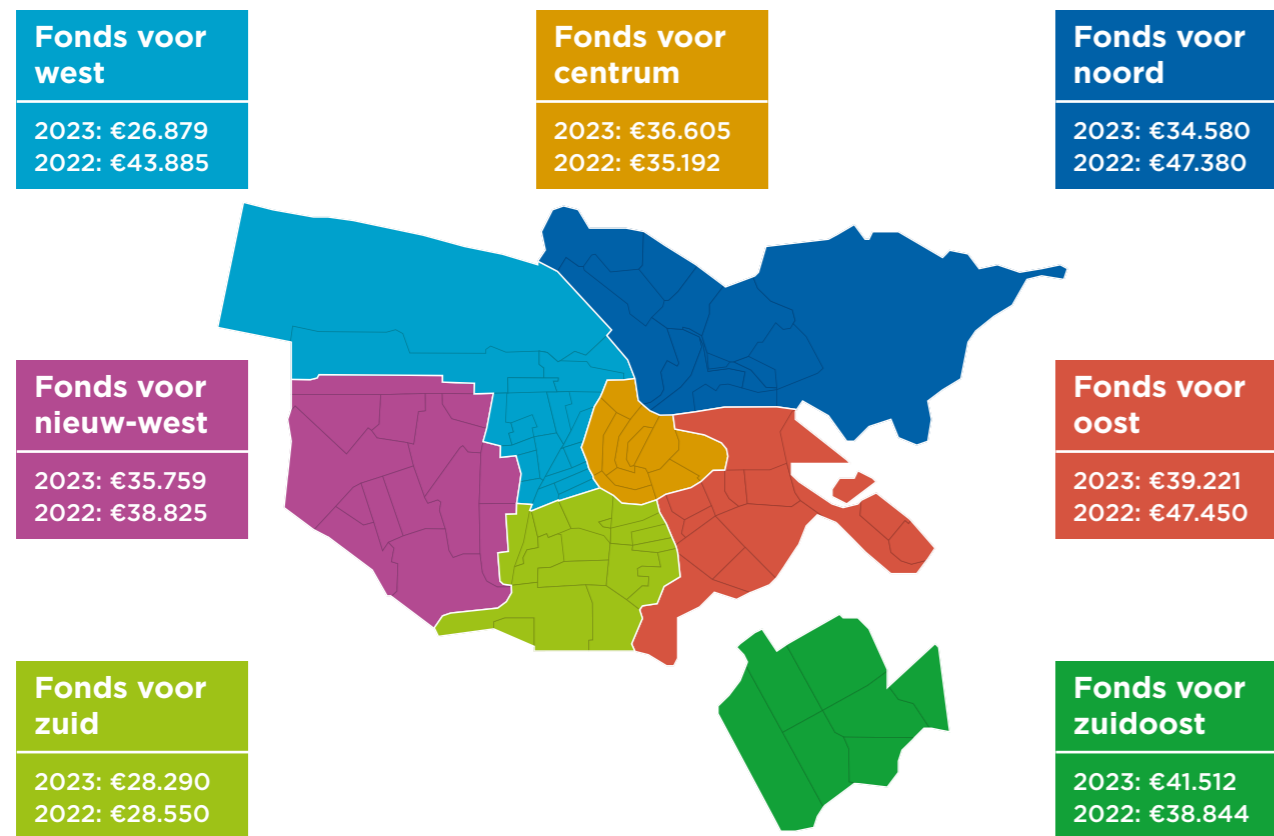 Fonds voor
west
2023: €26.879
2022: €43.885
Fonds voor
centrum
2023: €36.605
2022: €35.192
Fonds voor
noord
2023: €34.580
2022: €47.380
Fonds voor
nieuw-west
2023: €35.759
2022: €38.825
Fonds voor
oost
2023: €39.221
2022: €47.450
Fonds voor
zuid
2023: €28.290
2022: €28.550
Fonds voor
zuidoost
2023: €41.512
2022: €38.844